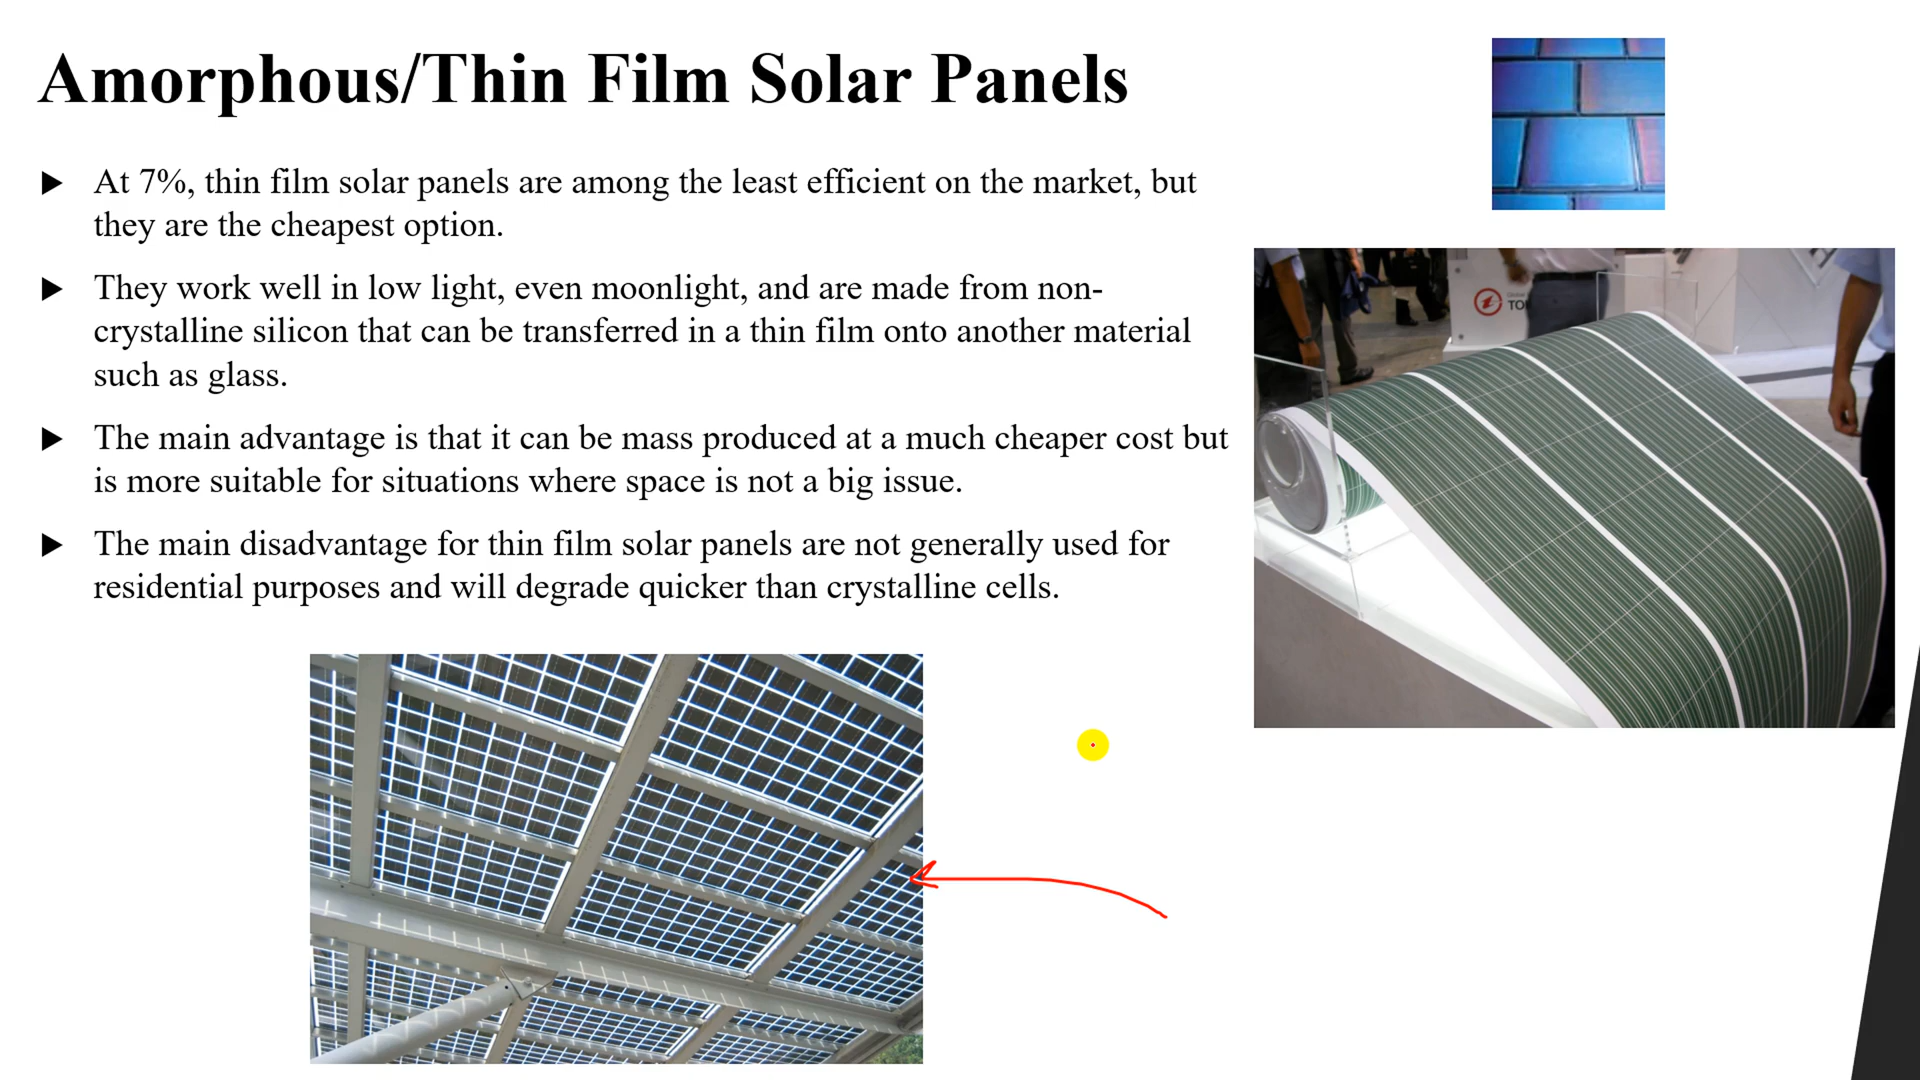 Amorphous/Thin Film Solar Panels
At 7%, thin film solar panels are among the least efficient on the market, but
they are the cheapest option.
They work well in low light, even moonlight, and are made from non-
crystalline silicon that can be transferred in a thin film onto another material
such as glass.
The main advantage is that it can be mass produced at a much cheaper cost but
is more suitable for situations where space is not a big issue.
The main disadvantage for thin film solar panels are not generally used for
residential purposes and will degrade quicker than crystalline cells.